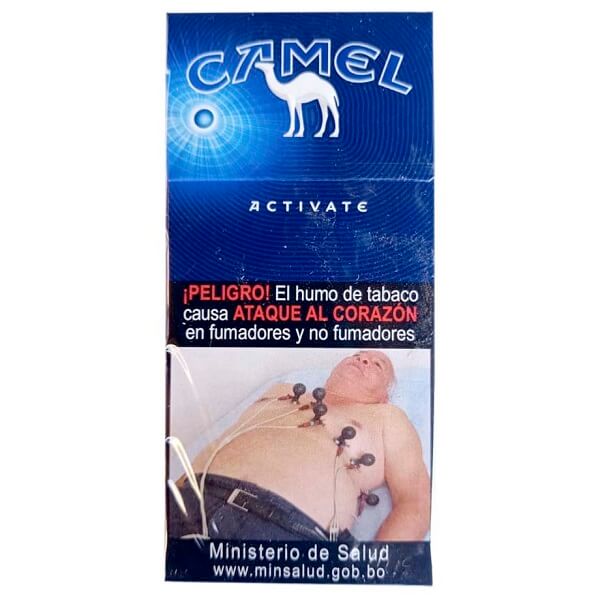 CAMEL
ACTIVATE
¡PELIGRO! El humo de tabaco
causa ATAQUE AL CORAZÓN
en fumadores y no fumadores
Ministerio de Salud
www.minsalud.gob.bo